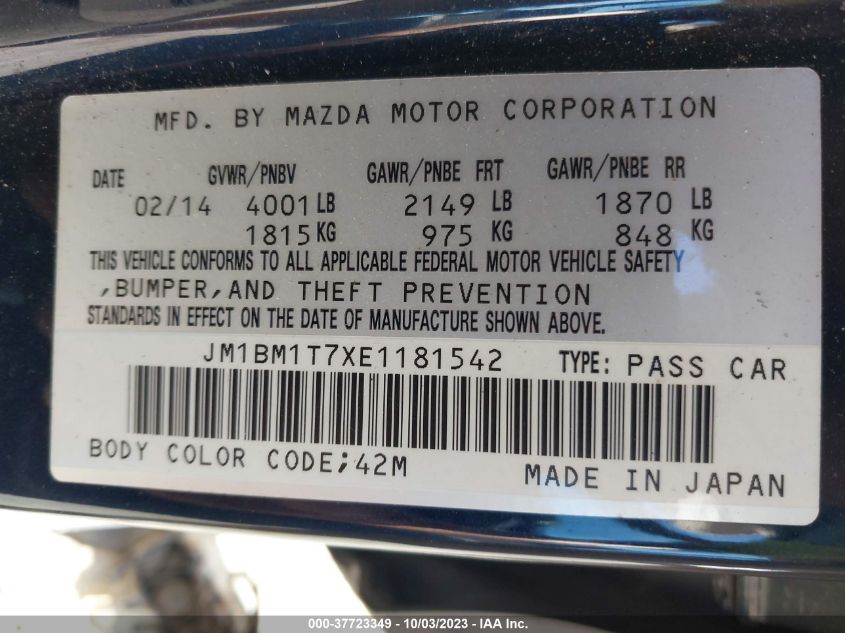 MFD. BY MAZDA MOTOR CORPORATION
DATE GVWR/PNBV GAWR/PNBE FRT GAWR/PNBE RR
02/14 4001 LB 2149 LB 1870 LB
1815 KG 975 KG 848 KG
THIS VEHICLE CONFORMS TO ALL APPLICABLE FEDERAL MOTOR VEHICLE SAFETY
,BUMPER,AND THEFT PREVENTION
STANDARDS IN EFFECT ON THE DATE OF MANUFACTURE SHOWN ABOVE.
JM1BM1T7XE1181542 TYPE: PASS CAR
BODY COLOR CODE;42M
MADE IN JAPAN
000-37723349 - 10/03/2023 - IAA Inc.